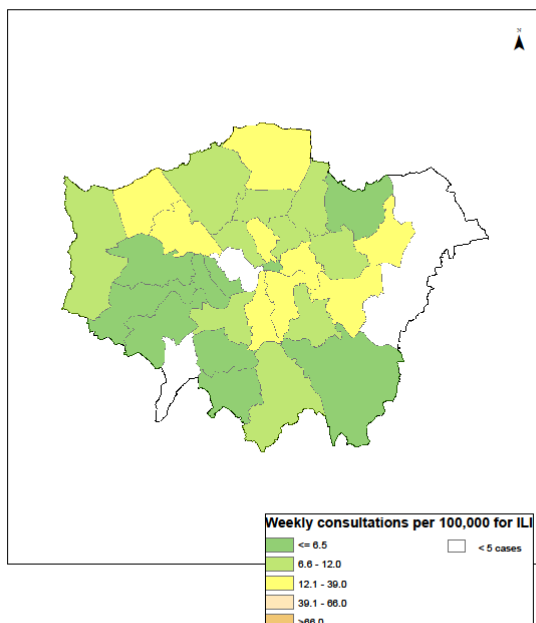 Weekly consultations per 100,000 for ILI
<= 6.5
< 5 cases
6.6 - 12.0
12.1 - 39.0
39.1 - 66.0
>66.0